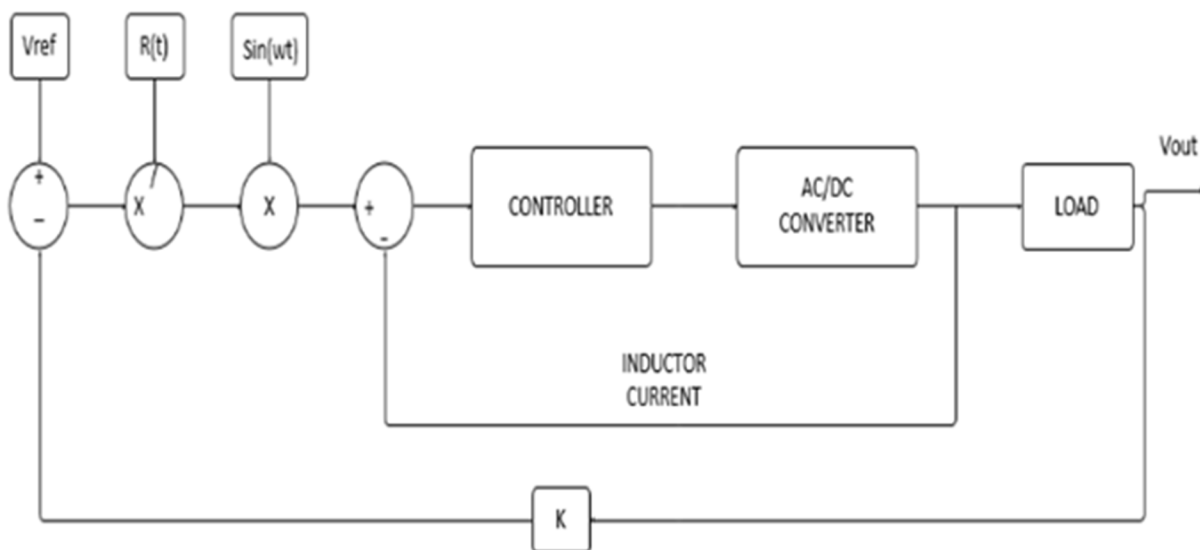 Vref
R(t)
Sin(wt)
Vout
+
−
X
X
+
-
CONTROLLER
AC/DC
CONVERTER
LOAD
INDUCTOR
CURRENT
K